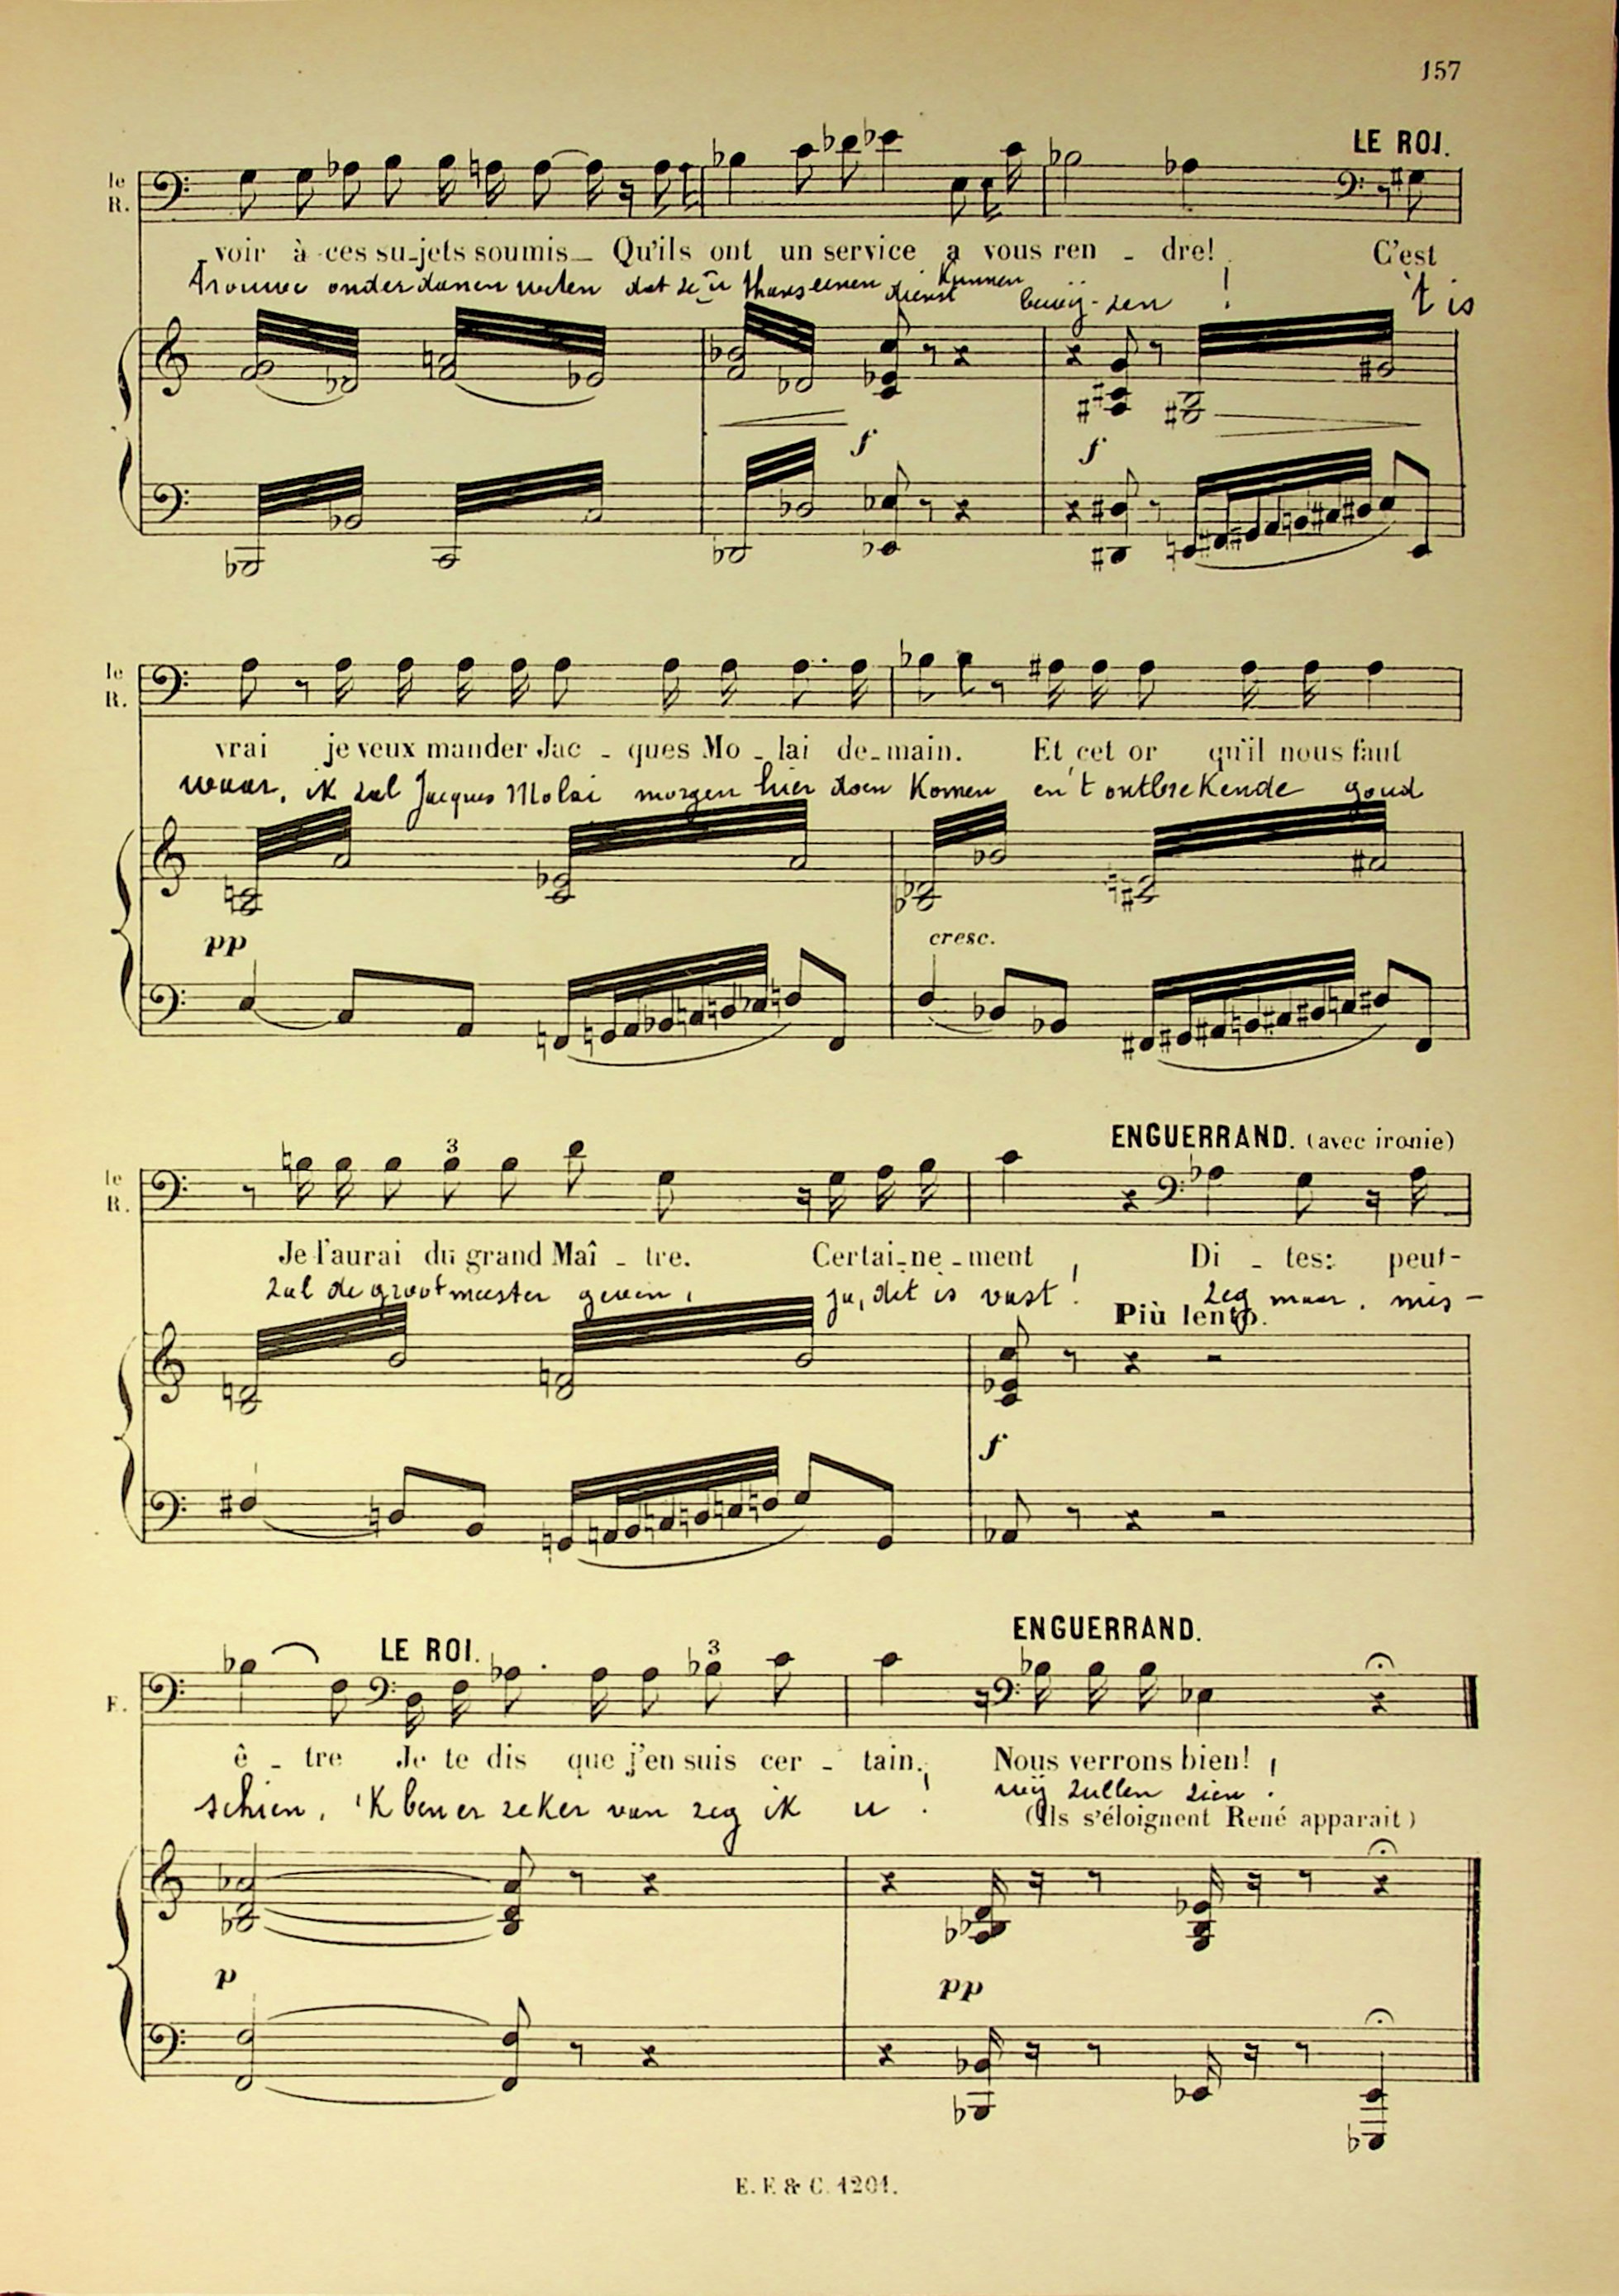 157
LE ROI.
le
R.
voir à ces su-jets soumis_ Qu'ils ont un service a vous ren - dre! C'est
trouwe onderdanen weten dat ze u thans eenen dienst kunnen bewij-zen ! 't is
f f
le
R.
vrai je veux mander Jac - ques Mo - lai de-main. Et cet or qu'il nous faut
waar, ik zal Jacques Molai morgen hier doen komen en 't ontbrekende goud
pp cresc.
ENGUERRAND. (avec ironie)
3
le
R.
Je l'aurai du grand Maî - tre. Certai-ne-ment Di - tes: peut-
zal de grootmeester geven, ja, dit is vast! zeg maar, mis-
Più lento.
f
ENGUERRAND.
LE ROI. 3
E.
ê - tre Je te dis que j'en suis cer - tain. Nous verrons bien!
schien, 'K ben er zeker van zeg ik u ! wij zullen zien !
(Ils s'éloignent René apparait)
p pp
E. F. & C. 1201.